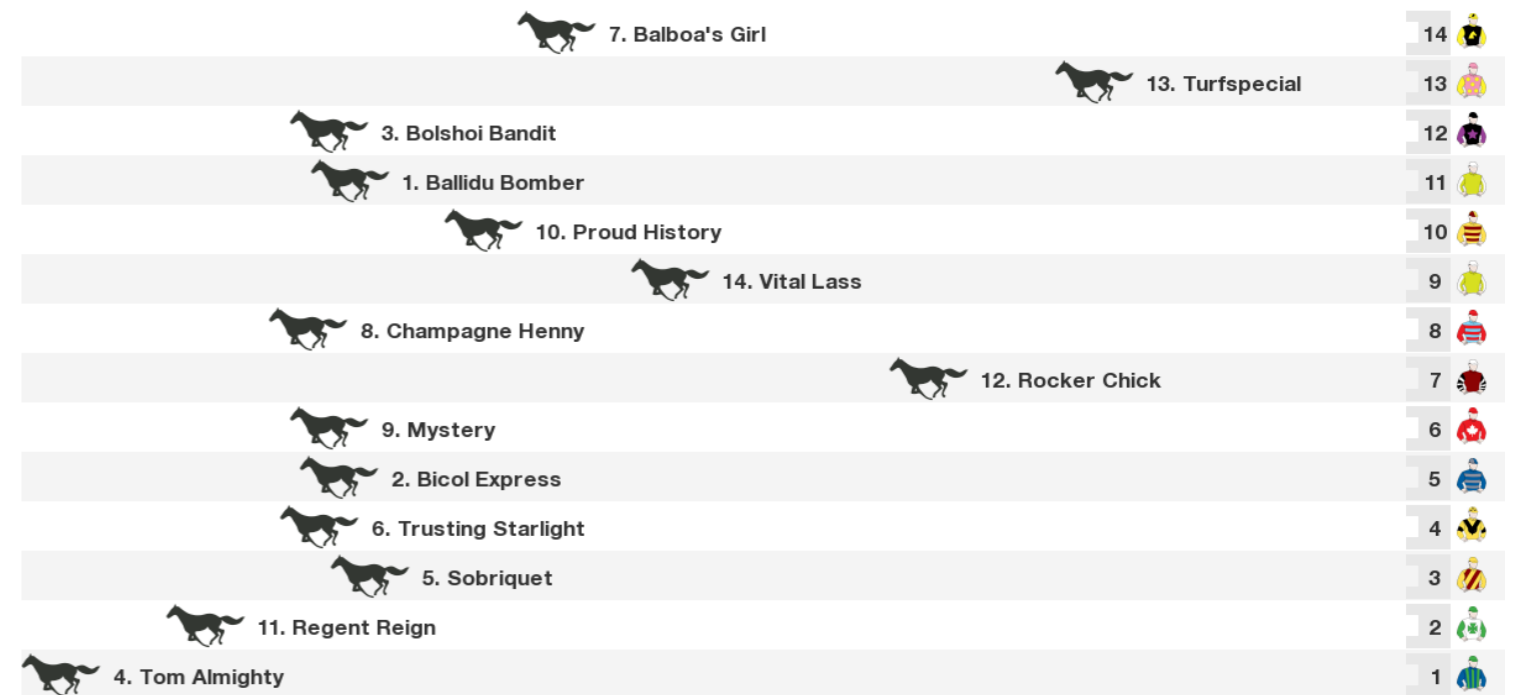 7. Balboa's Girl 14
13. Turfspecial 13
3. Bolshoi Bandit 12
1. Ballidu Bomber 11
10. Proud History 10
14. Vital Lass 9
8. Champagne Henny 8
12. Rocker Chick 7
9. Mystery 6
2. Bicol Express 5
6. Trusting Starlight 4
5. Sobriquet 3
11. Regent Reign 2
4. Tom Almighty 1